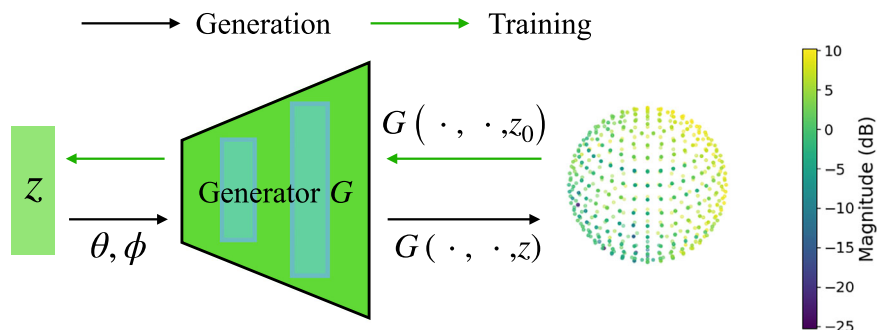 Generation Training
G( · , · ,z₀)
z
Generator G
θ, ϕ
G( · , · ,z)
10
5
0
−5
−10
−15
−20
−25
Magnitude (dB)